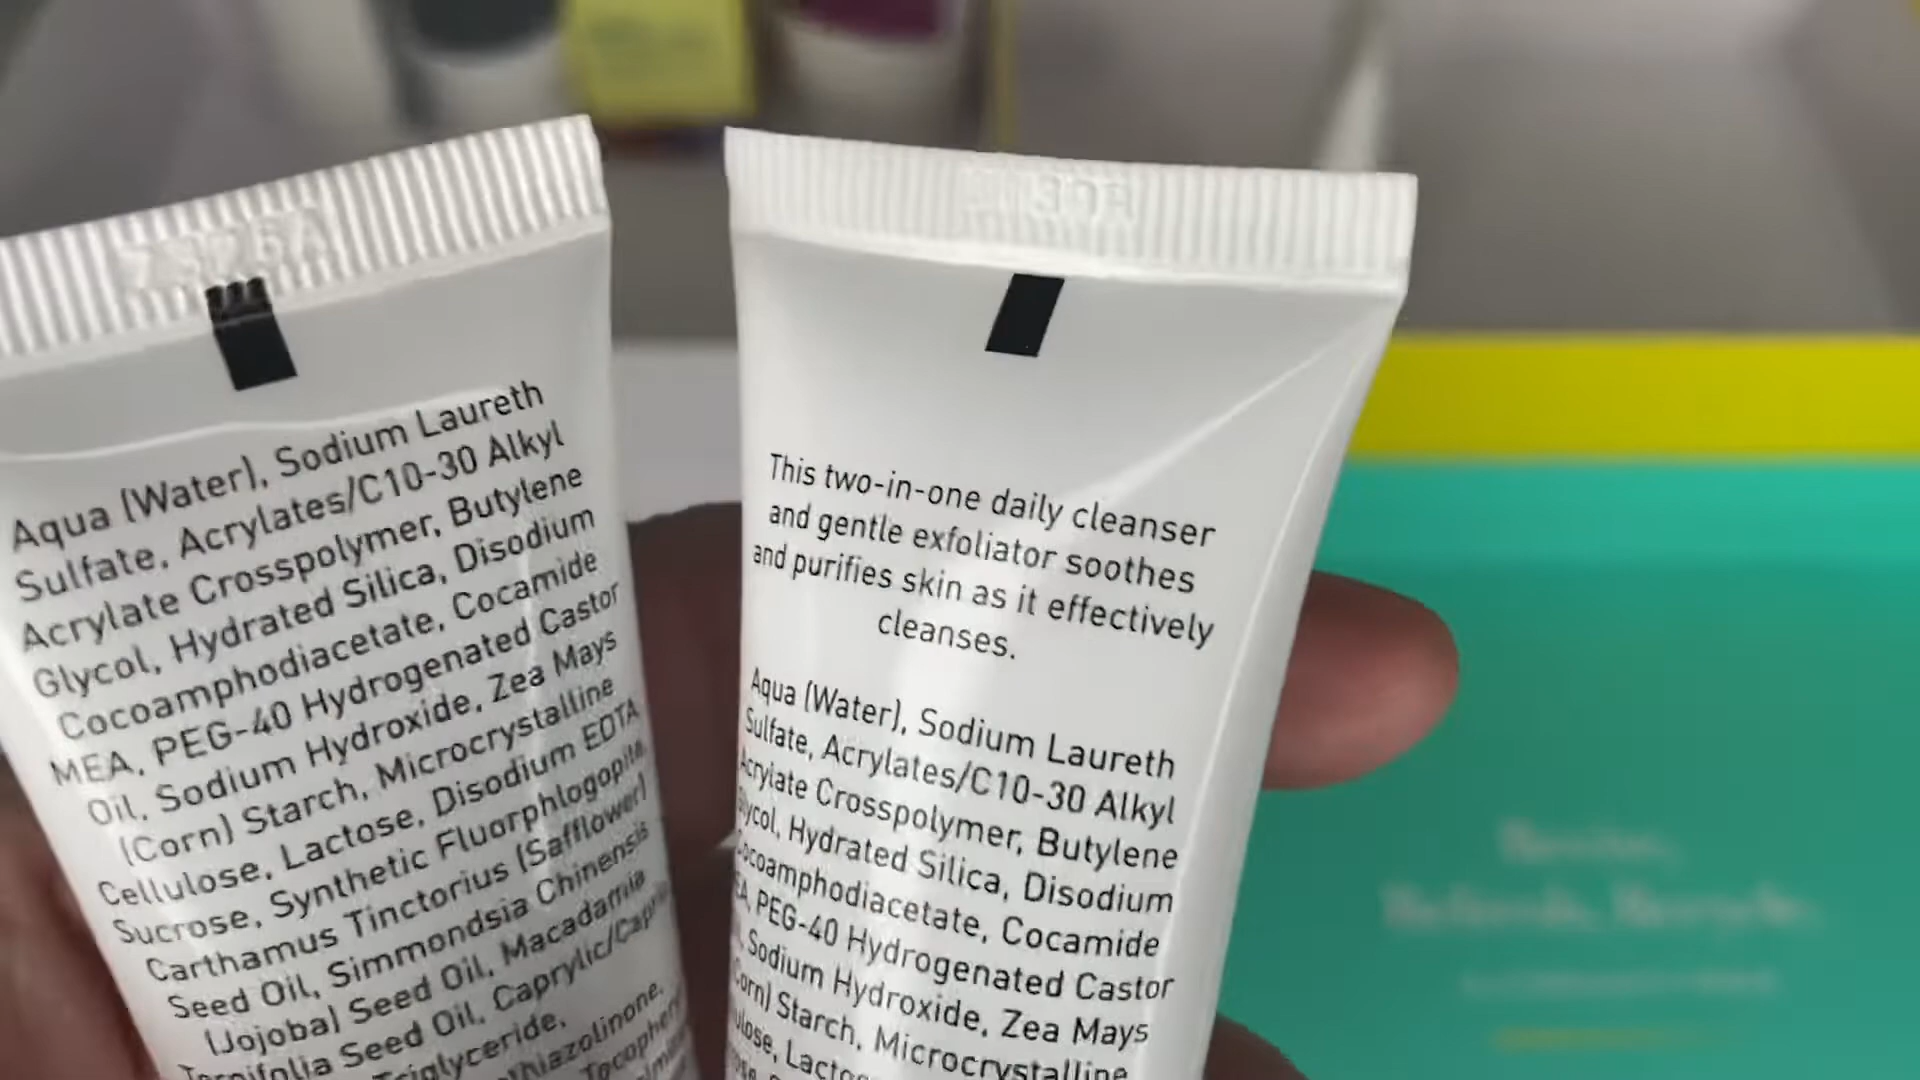 Aqua (Water), Sodium Laureth
Sulfate, Acrylates/C10-30 Alkyl
Acrylate Crosspolymer, Butylene
Glycol, Hydrated Silica, Disodium
Cocoamphodiacetate, Cocamide
MEA, PEG-40 Hydrogenated Castor
Oil, Sodium Hydroxide, Zea Mays
(Corn) Starch, Microcrystalline
Cellulose, Lactose, Disodium EDTA,
Sucrose, Synthetic Fluorphlogopite,
Carthamus Tinctorius (Safflower)
Seed Oil, Simmondsia Chinensis
(Jojoba) Seed Oil, Macadamia
Ternifolia Seed Oil, Caprylic/Capric
Triglyceride,
This two-in-one daily cleanser
and gentle exfoliator soothes
and purifies skin as it effectively
cleanses.
Aqua (Water), Sodium Laureth
Sulfate, Acrylates/C10-30 Alkyl
Acrylate Crosspolymer, Butylene
Glycol, Hydrated Silica, Disodium
Cocoamphodiacetate, Cocamide
MEA, PEG-40 Hydrogenated Castor
Sodium Hydroxide, Zea Mays
(Corn) Starch, Microcrystalline